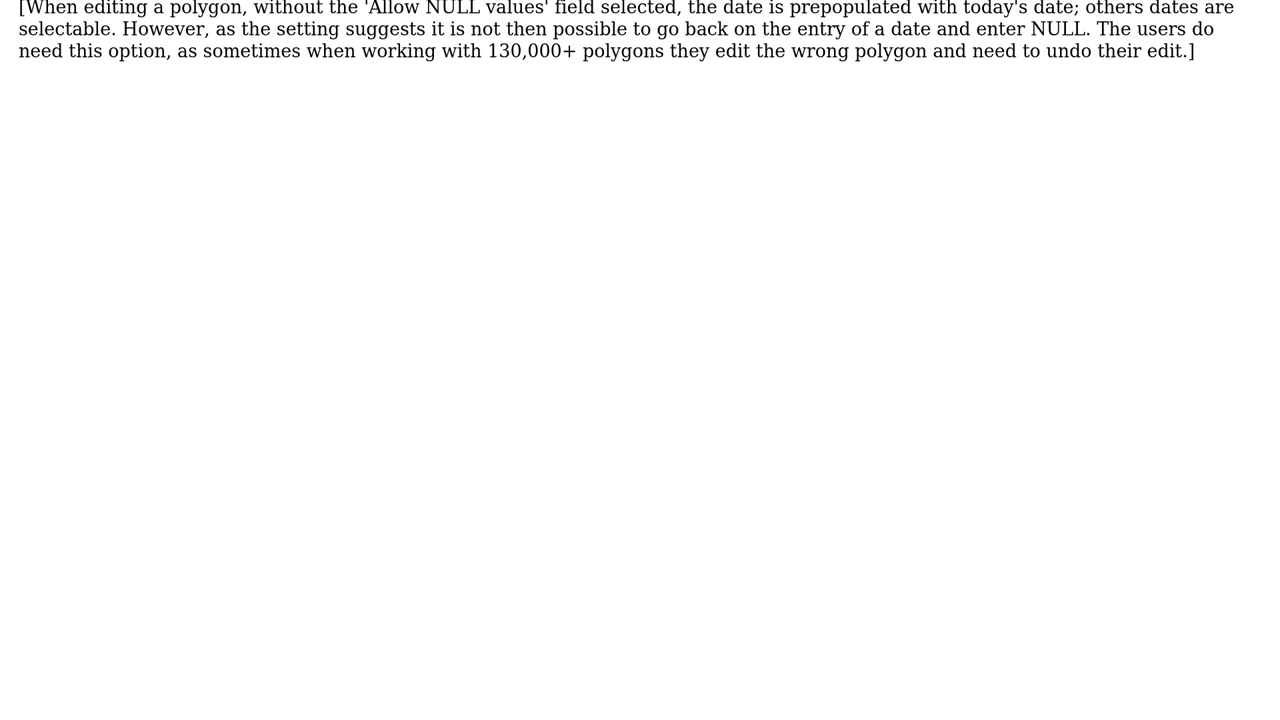 [When editing a polygon, without the 'Allow NULL values' field selected, the date is prepopulated with today's date; others dates are
selectable. However, as the setting suggests it is not then possible to go back on the entry of a date and enter NULL. The users do
need this option, as sometimes when working with 130,000+ polygons they edit the wrong polygon and need to undo their edit.]